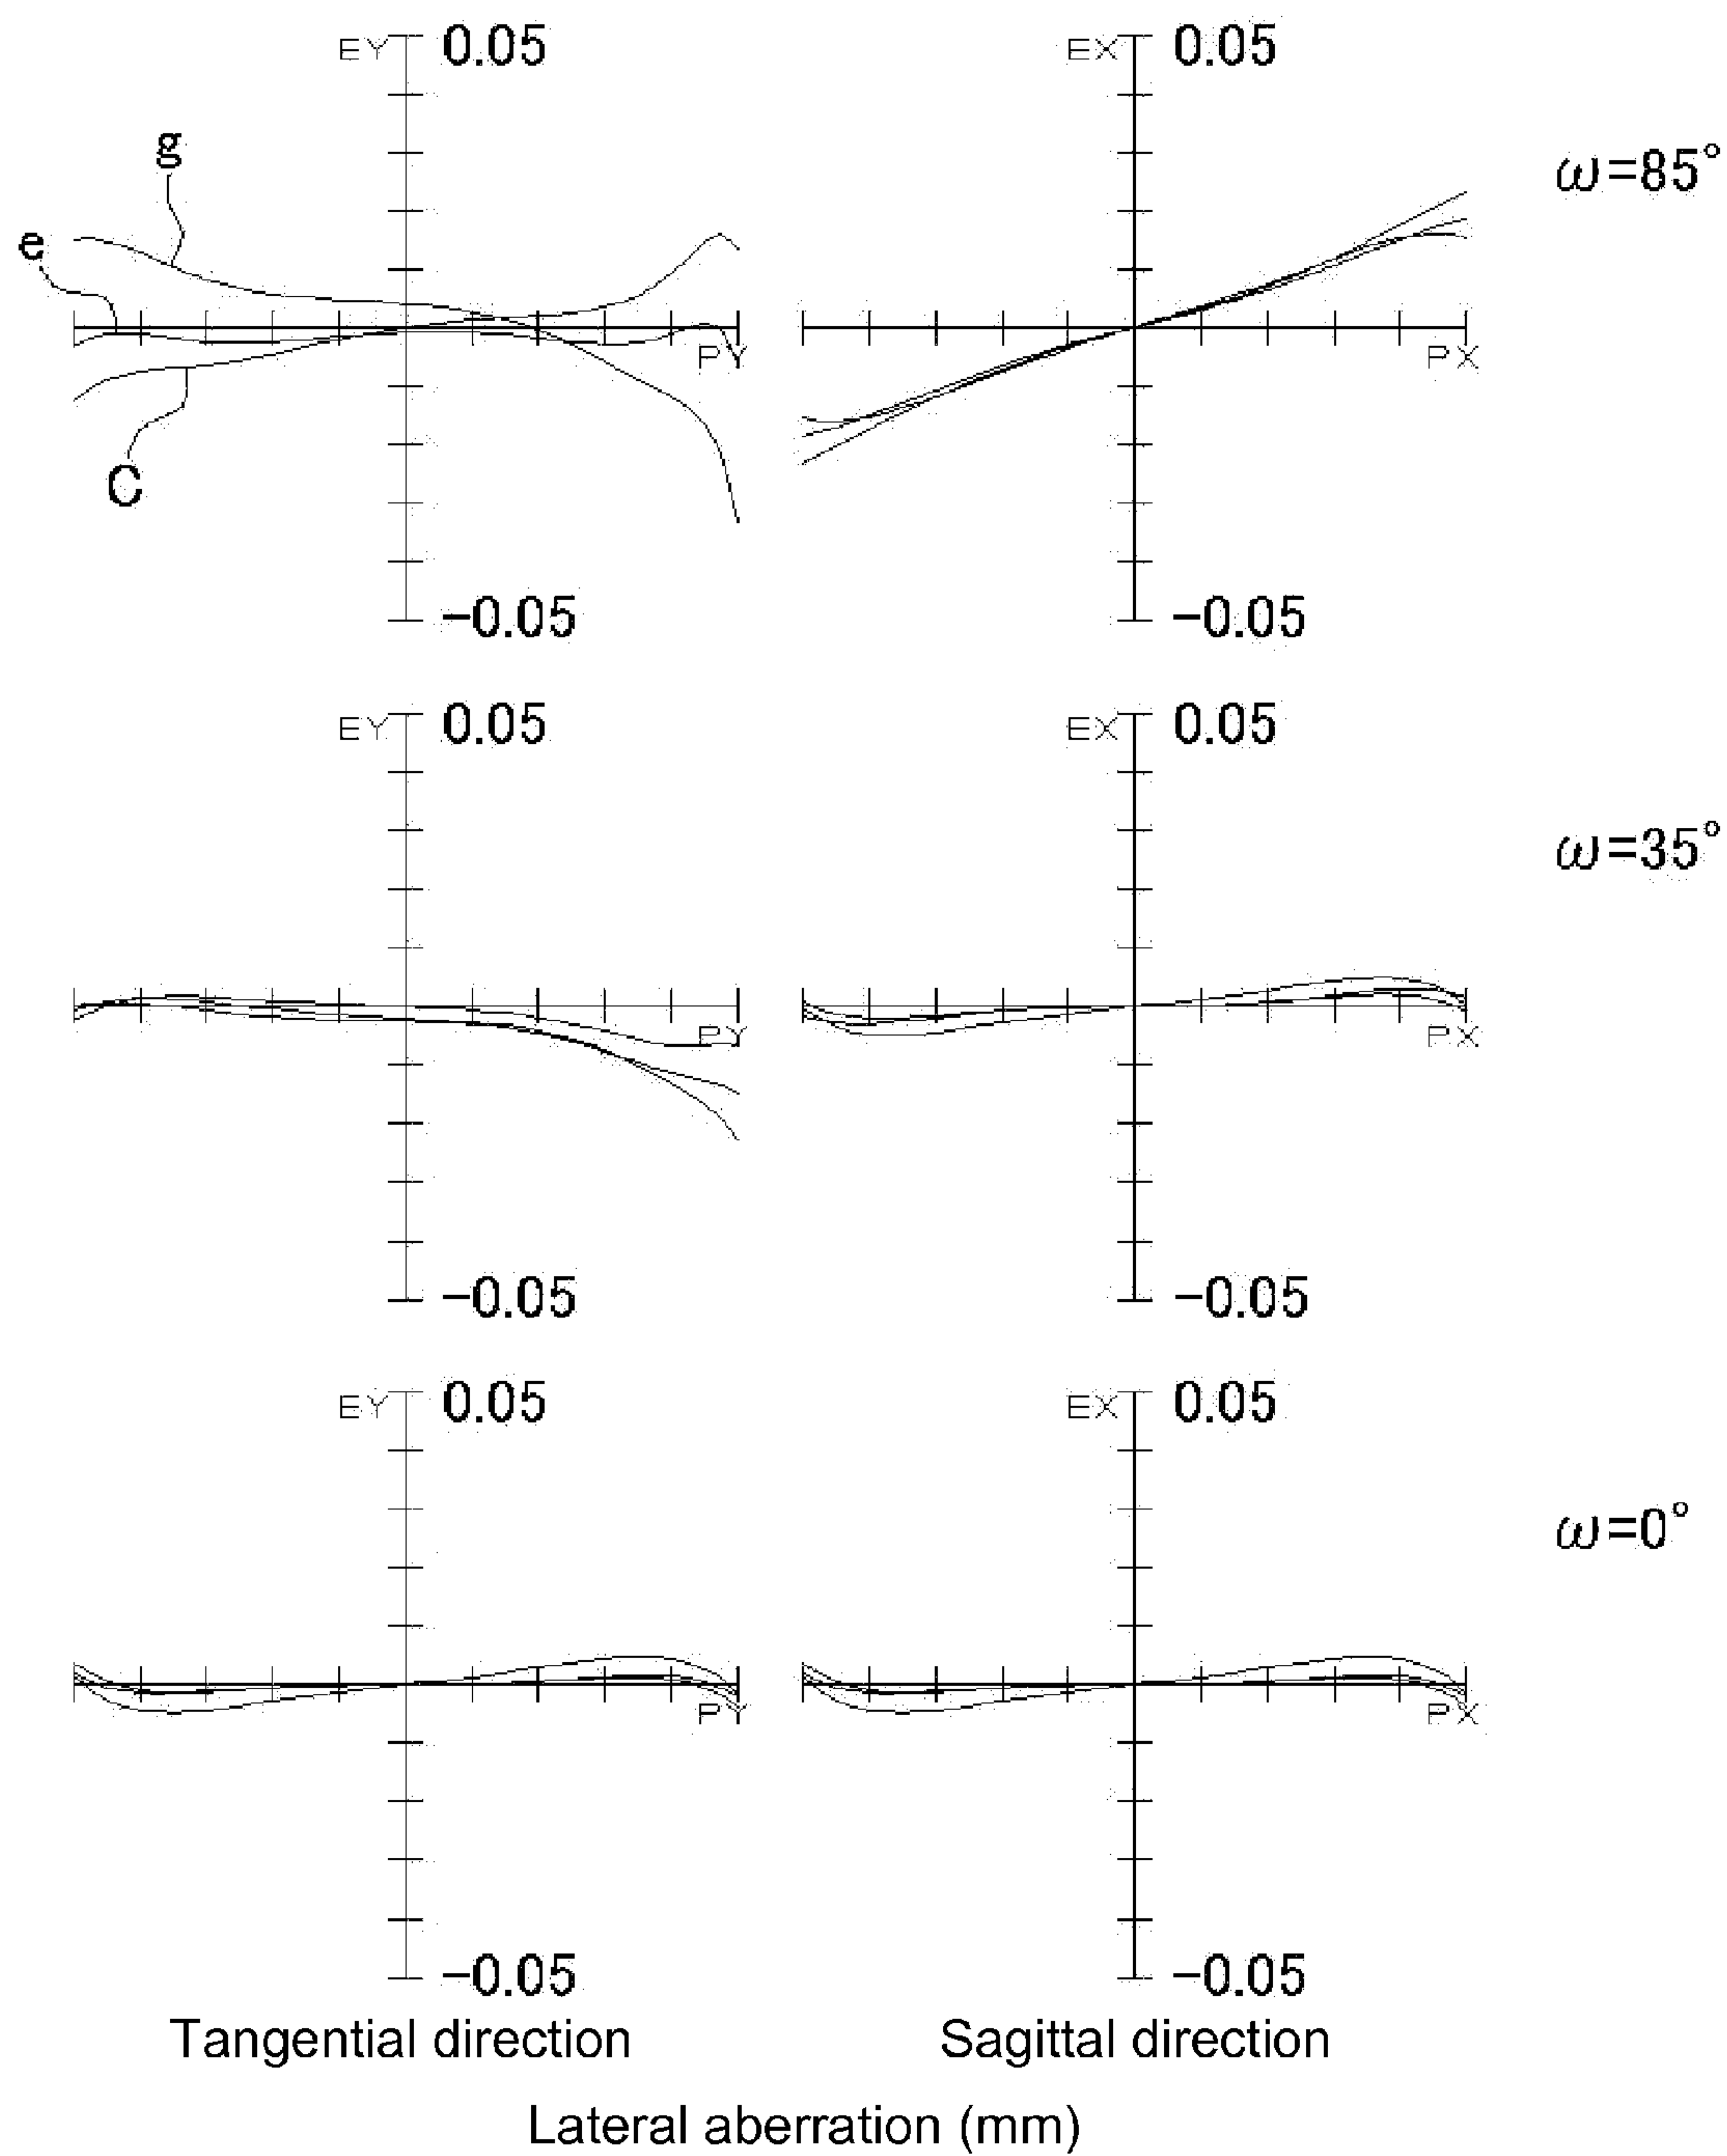 EY 0.05 EX 0.05
g
ω=85°
e
PY PX
C
-0.05 -0.05
EY 0.05 EX 0.05
ω=35°
PY PX
-0.05 -0.05
EY 0.05 EX 0.05
ω=0°
PY PX
-0.05 -0.05
Tangential direction Sagittal direction
Lateral aberration (mm)